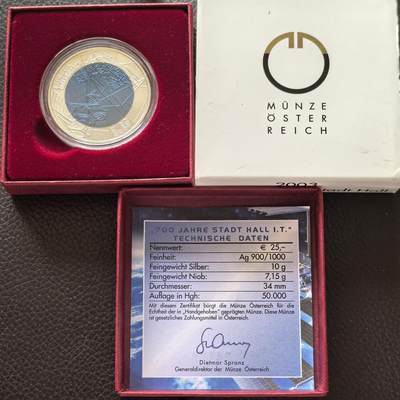 MÜNZE
ÖSTER
REICH
2003
Stadt Hall
"700 JAHRE STADT HALL I.T."
TECHNISCHE DATEN
Nennwert: € 25,–
Feinheit: Ag 900/1000
Feingewicht Silber: 10 g
Feingewicht Niob: 7,15 g
Durchmesser: 34 mm
Auflage in Hgh: 50.000
Mit diesem Zertifikat bürgt die Münze Österreich für die
Echtheit der in „Handgehoben" geprägten Münze. Diese Münze
ist gesetzliches Zahlungsmittel in Österreich.
Dietmar Spranz
Generaldirektor der Münze Österreich